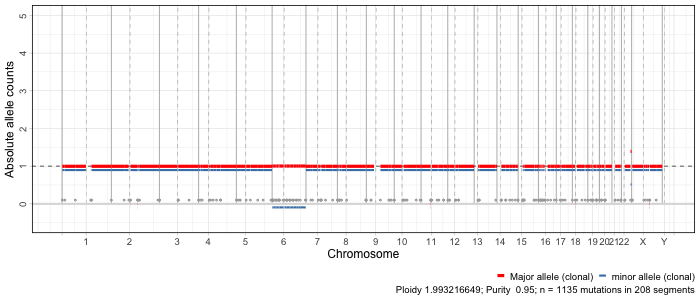 Absolute allele counts
5
4
3
2
1
0
1 2 3 4 5 6 7 8 9 10 11 12 13 14 15 16 17 18 19 20 21 22 X Y
Chromosome
Major allele (clonal) minor allele (clonal)
Ploidy 1.993216649; Purity 0.95; n = 1135 mutations in 208 segments